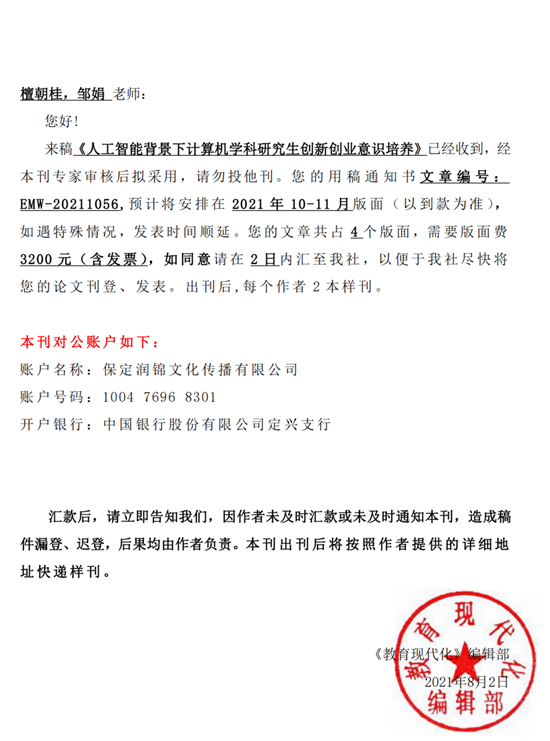 檀朝桂，邹娟 老师：
您好！
来稿《人工智能背景下计算机学科研究生创新创业意识培养》已经收到，经
本刊专家审核后拟采用，请勿投他刊。您的用稿通知书文章编号：
EMW-20211056,预计将安排在 2021 年 10-11 月版面（以到款为准），
如遇特殊情况，发表时间顺延。您的文章共占 4 个版面，需要版面费
3200 元（含发票），如同意请在 2 日内汇至我社，以便于我社尽快将
您的论文刊登、发表。出刊后,每个作者 2 本样刊。
本刊对公账户如下：
账户名称：保定润锦文化传播有限公司
账户号码：1004 7696 8301
开户银行：中国银行股份有限公司定兴支行
汇款后，请立即告知我们，因作者未及时汇款或未及时通知本刊，造成稿
件漏登、迟登，后果均由作者负责。本刊出刊后将按照作者提供的详细地
址快递样刊。
《教育现代化》编辑部
2021年8月2日
教育现代化
编辑部